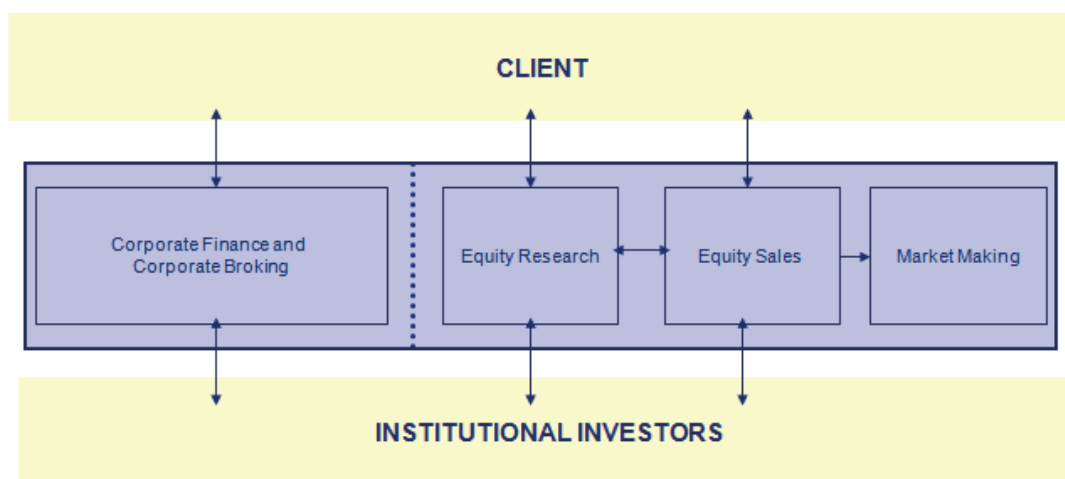 CLIENT
Corporate Finance and
Corporate Broking
Equity Research
Equity Sales
Market Making
INSTITUTIONAL INVESTORS